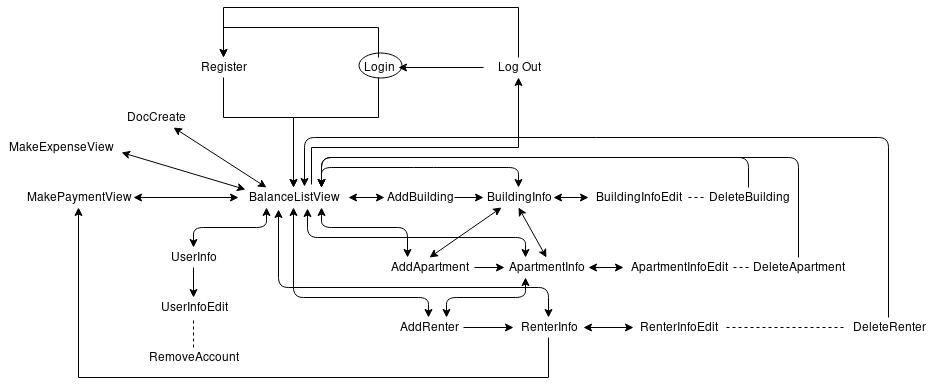 Register
Login
Log Out
DocCreate
MakeExpenseView
MakePaymentView
BalanceListView
AddBuilding
BuildingInfo
BuildingInfoEdit
DeleteBuilding
UserInfo
AddApartment
ApartmentInfo
ApartmentInfoEdit
DeleteApartment
UserInfoEdit
AddRenter
RenterInfo
RenterInfoEdit
DeleteRenter
RemoveAccount